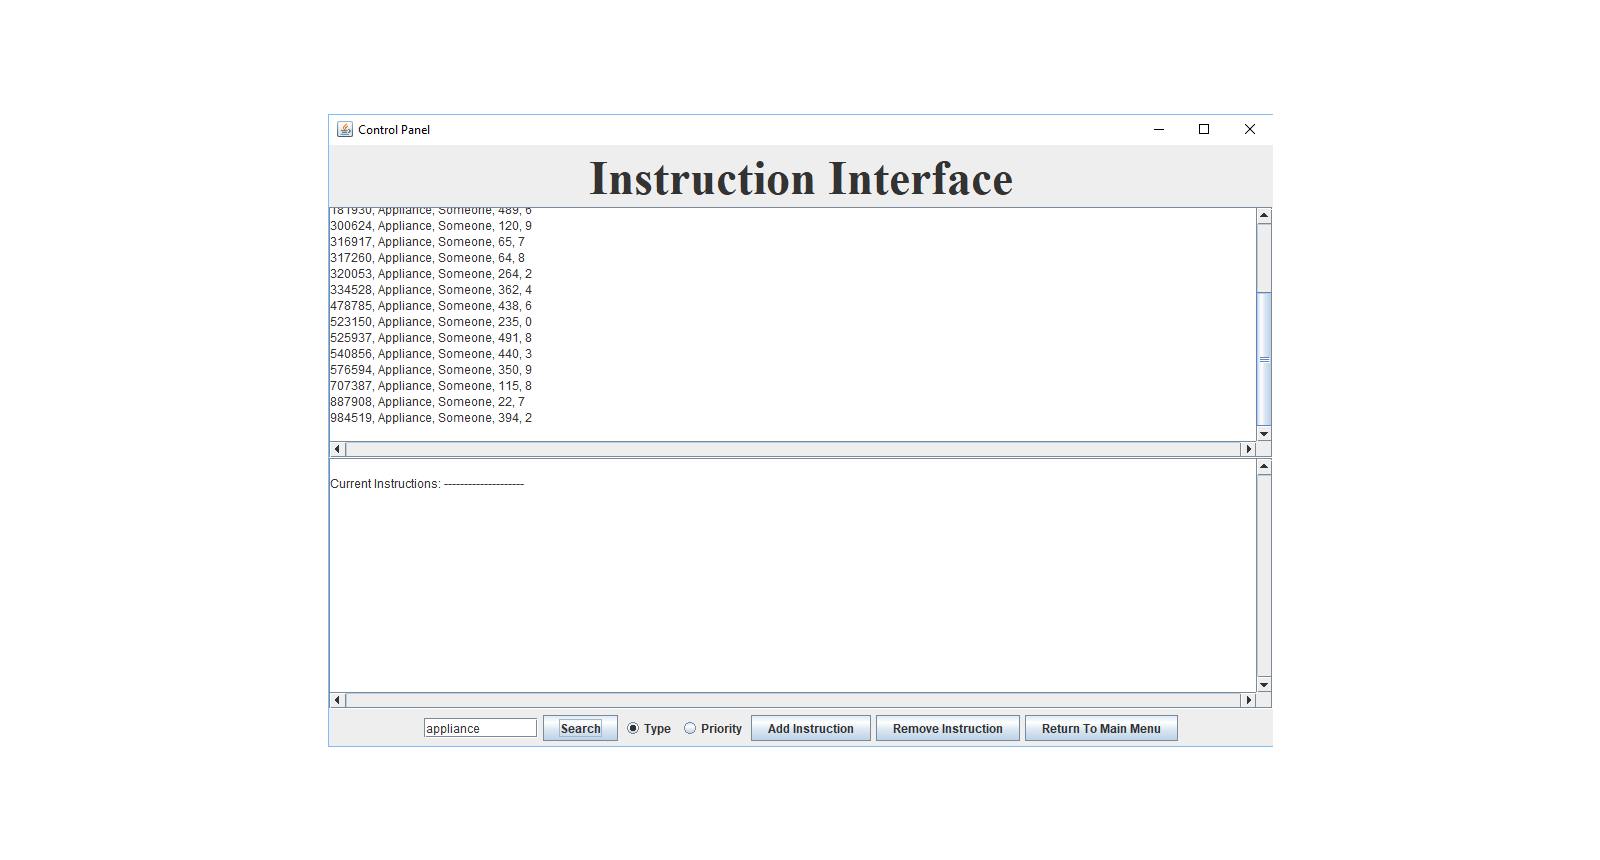 Control Panel
Instruction Interface
181930, Appliance, Someone, 489, 6
300624, Appliance, Someone, 120, 9
316917, Appliance, Someone, 65, 7
317260, Appliance, Someone, 64, 8
320053, Appliance, Someone, 264, 2
334528, Appliance, Someone, 362, 4
478785, Appliance, Someone, 438, 6
523150, Appliance, Someone, 235, 0
525937, Appliance, Someone, 491, 8
540856, Appliance, Someone, 440, 3
576594, Appliance, Someone, 350, 9
707387, Appliance, Someone, 115, 8
887908, Appliance, Someone, 22, 7
984519, Appliance, Someone, 394, 2
Current Instructions: --------------------
appliance Search Type Priority Add Instruction Remove Instruction Return To Main Menu